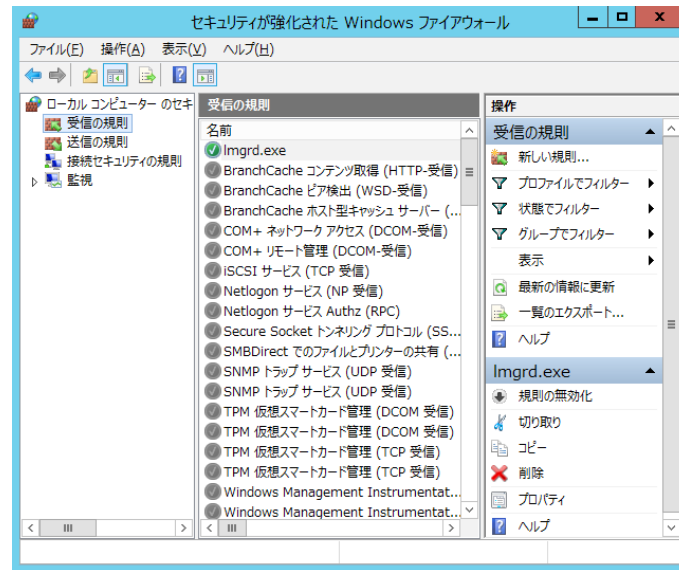 セキュリティが強化された Windows ファイアウォール
ファイル(F) 操作(A) 表示(V) ヘルプ(H)
ローカル コンピューター のセキ
受信の規則
送信の規則
接続セキュリティの規則
監視
受信の規則
名前
lmgrd.exe
BranchCache コンテンツ取得 (HTTP-受信)
BranchCache ピア検出 (WSD-受信)
BranchCache ホスト型キャッシュ サーバー (...
COM+ ネットワーク アクセス (DCOM-受信)
COM+ リモート管理 (DCOM-受信)
iSCSI サービス (TCP 受信)
Netlogon サービス (NP 受信)
Netlogon サービス Authz (RPC)
Secure Socket トンネリング プロトコル (SS...
SMBDirect でのファイルとプリンターの共有 (...
SNMP トラップ サービス (UDP 受信)
SNMP トラップ サービス (UDP 受信)
TPM 仮想スマートカード管理 (DCOM 受信)
TPM 仮想スマートカード管理 (DCOM 受信)
TPM 仮想スマートカード管理 (TCP 受信)
TPM 仮想スマートカード管理 (TCP 受信)
Windows Management Instrumentat...
Windows Management Instrumentat...
操作
受信の規則
新しい規則...
プロファイルでフィルター
状態でフィルター
グループでフィルター
表示
最新の情報に更新
一覧のエクスポート...
ヘルプ
lmgrd.exe
規則の無効化
切り取り
コピー
削除
プロパティ
ヘルプ